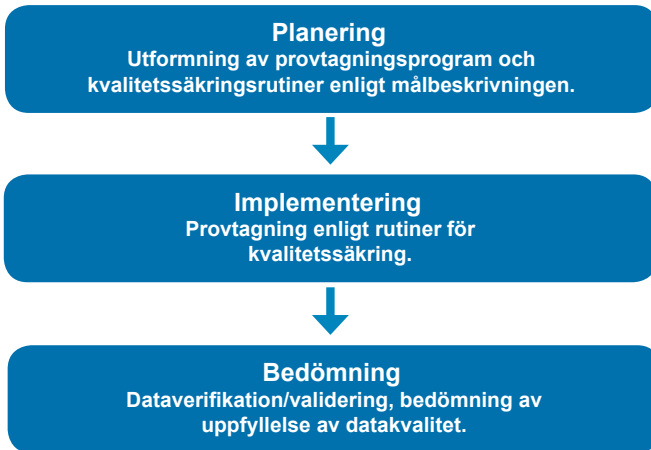 Planering
Utformning av provtagningsprogram och
kvalitetssäkringsrutiner enligt målbeskrivningen.
Implementering
Provtagning enligt rutiner för
kvalitetssäkring.
Bedömning
Dataverifikation/validering, bedömning av
uppfyllelse av datakvalitet.